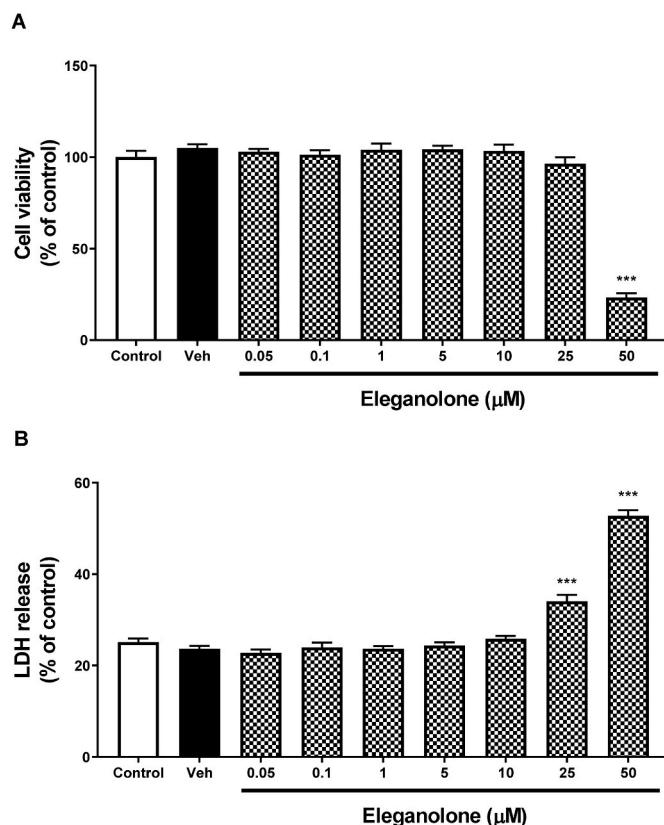 A
150
100
50
0
Cell viability
(% of control)
***
Control Veh 0.05 0.1 1 5 10 25 50
Eleganolone (μM)
B
60
40
20
0
LDH release
(% of control)
***
***
Control Veh 0.05 0.1 1 5 10 25 50
Eleganolone (μM)